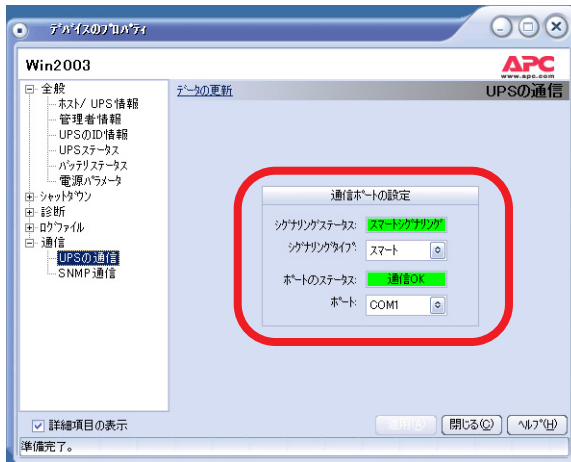 ﾃﾞﾊﾞｲｽのﾌﾟﾛﾊﾟﾃｨ
Win2003
APC
www.apc.com
全般
ホスト/ UPS情報
管理者情報
UPSのID情報
UPSステータス
バッテリステータス
電源パラメータ
シャットダウン
診断
ログファイル
通信
UPSの通信
SNMP通信
データの更新
UPSの通信
通信ポートの設定
シグナリングステータス: スマートシグナリング
シグナリングタイプ: スマート
ポートのステータス: 通信OK
ポート: COM1
詳細項目の表示
適用(A) 閉じる(C) ヘルプ(H)
準備完了。